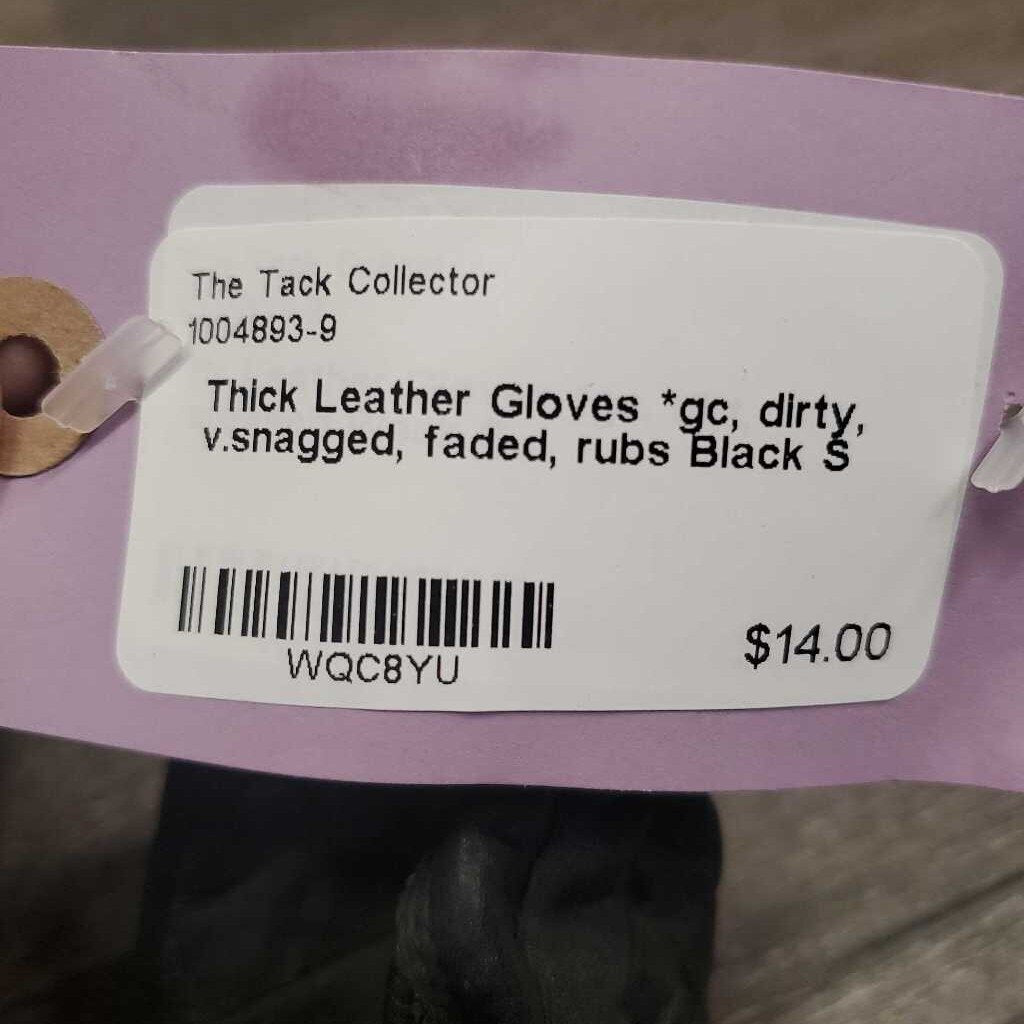 The Tack Collector
1004893-9
Thick Leather Gloves *gc, dirty,
v.snagged, faded, rubs Black S
WQC8YU
$14.00